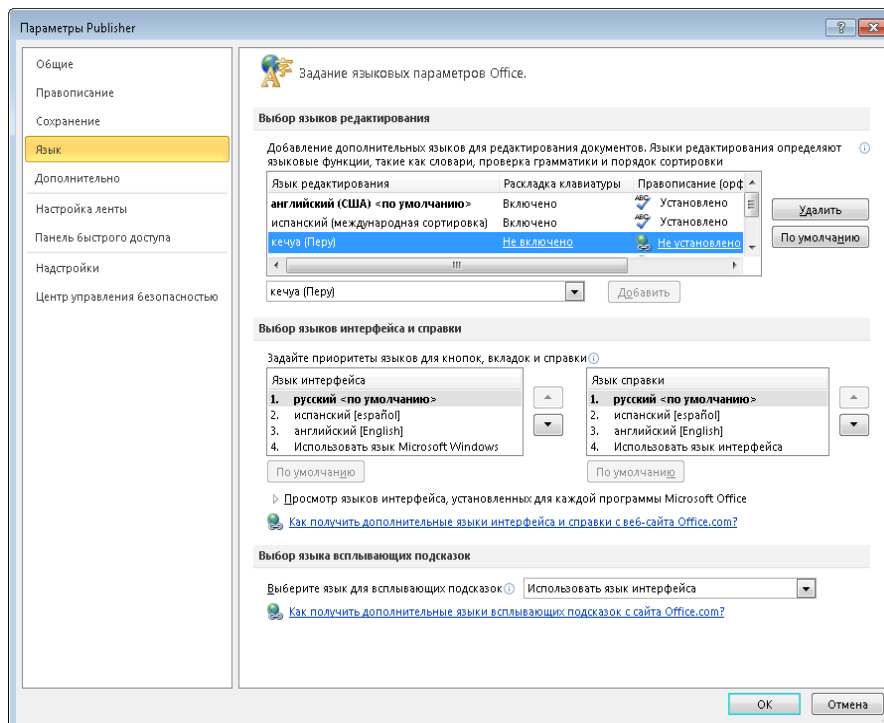 Параметры Publisher
Общие
Правописание
Сохранение
Язык
Дополнительно
Настройка ленты
Панель быстрого доступа
Надстройки
Центр управления безопасностью
Задание языковых параметров Office.
Выбор языков редактирования
Добавление дополнительных языков для редактирования документов. Языки редактирования определяют
языковые функции, такие как словари, проверка грамматики и порядок сортировки
Язык редактирования Раскладка клавиатуры Правописание (орф
английский (США) <по умолчанию> Включено Установлено
испанский (международная сортировка) Включено Установлено
кечуа (Перу) Не включено Не установлено
Удалить
По умолчанию
кечуа (Перу) Добавить
Выбор языков интерфейса и справки
Задайте приоритеты языков для кнопок, вкладок и справки
Язык интерфейса
1. русский <по умолчанию>
2. испанский [español]
3. английский [English]
4. Использовать язык Microsoft Windows
По умолчанию
Язык справки
1. русский <по умолчанию>
2. испанский [español]
3. английский [English]
4. Использовать язык интерфейса
По умолчанию
Просмотр языков интерфейса, установленных для каждой программы Microsoft Office
Как получить дополнительные языки интерфейса и справки с веб-сайта Office.com?
Выбор языка всплывающих подсказок
Выберите язык для всплывающих подсказок Использовать язык интерфейса
Как получить дополнительные языки всплывающих подсказок с сайта Office.com?
ОК Отмена